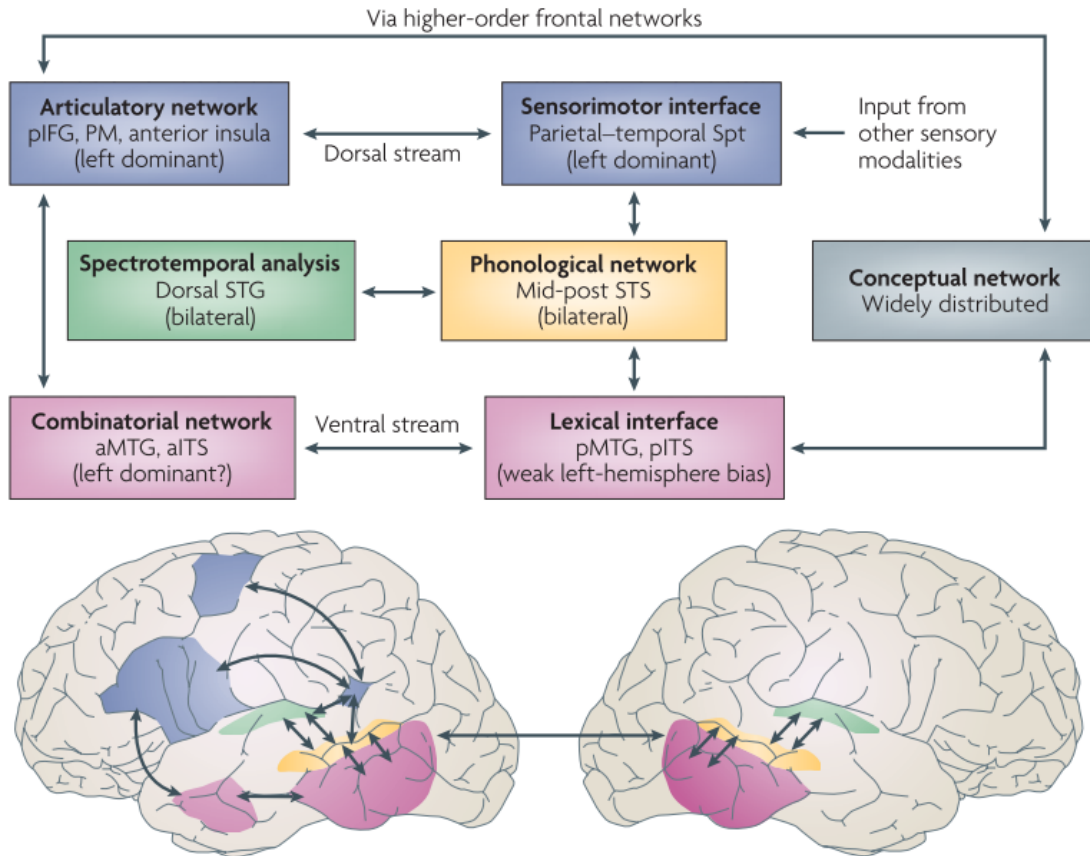 Via higher-order frontal networks
Articulatory network
pIFG, PM, anterior insula
(left dominant)
Dorsal stream
Sensorimotor interface
Parietal–temporal Spt
(left dominant)
Input from
other sensory
modalities
Spectrotemporal analysis
Dorsal STG
(bilateral)
Phonological network
Mid-post STS
(bilateral)
Conceptual network
Widely distributed
Combinatorial network
aMTG, aITS
(left dominant?)
Ventral stream
Lexical interface
pMTG, pITS
(weak left-hemisphere bias)